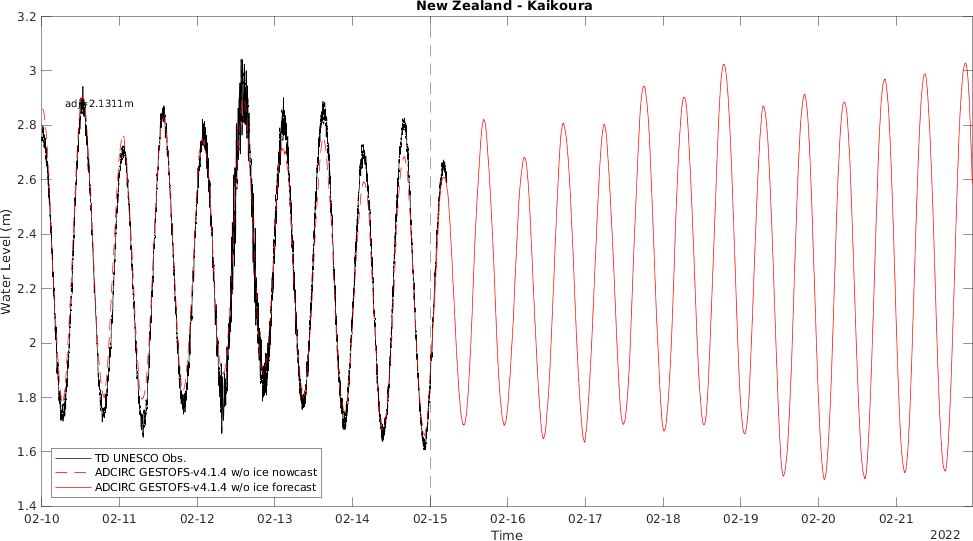 New Zealand - Kaikoura
3.2
3
2.8
2.6
2.4
2.2
2
1.8
1.6
1.4
Water Level (m)
2.1311m
TD UNESCO Obs.
ADCIRC GESTOFS-v4.1.4 w/o ice nowcast
ADCIRC GESTOFS-v4.1.4 w/o ice forecast
02-10 02-11 02-12 02-13 02-14 02-15 02-16 02-17 02-18 02-19 02-20 02-21
Time
2022